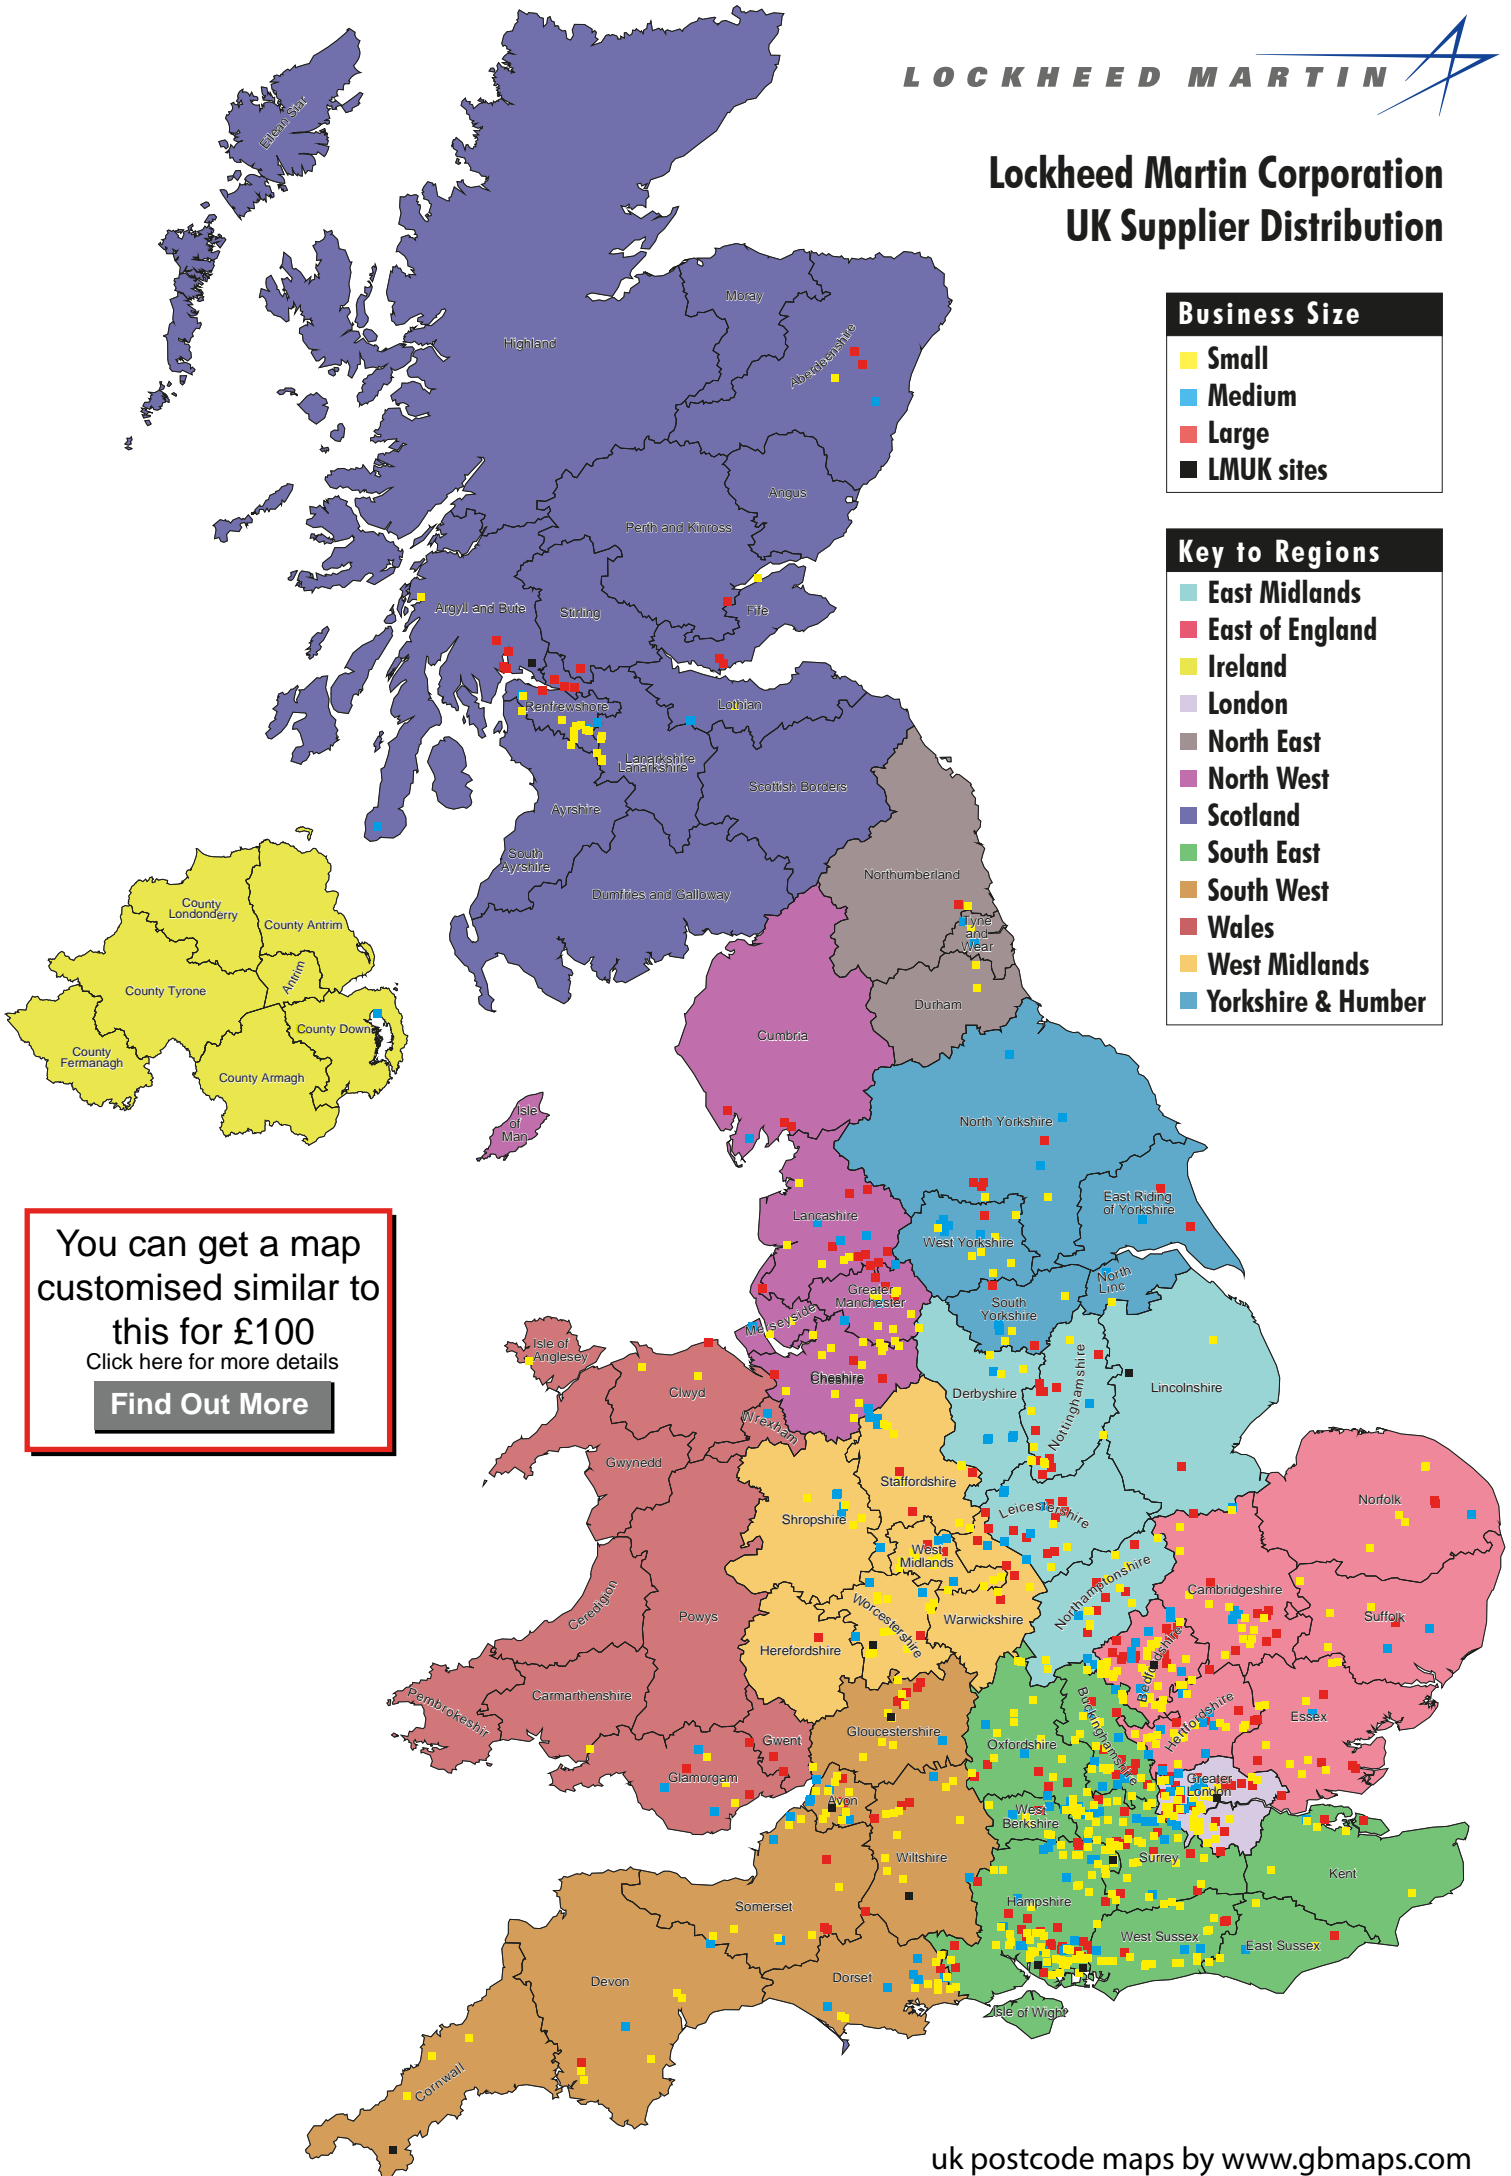 LOCKHEED MARTIN
Lockheed Martin Corporation
UK Supplier Distribution
Business Size
Small
Medium
Large
LMUK sites
Key to Regions
East Midlands
East of England
Ireland
London
North East
North West
Scotland
South East
South West
Wales
West Midlands
Yorkshire & Humber
Eilean Siar
Highland
Moray
Aberdeenshire
Angus
Perth and Kinross
Argyll and Bute
Stirling
Fife
Renfrewshore
Lothian
Lanarkshire
Lanarkshire
Scottish Borders
Ayrshire
South
Ayrshire
Dumfries and Galloway
County
Londonderry
County Antrim
Antrim
County Tyrone
County Down
County
Fermanagh
County Armagh
Northumberland
Tyne
and
Wear
Durham
Cumbria
Isle
of
Man
North Yorkshire
East Riding
of Yorkshire
Lancashire
West Yorkshire
North
Linc
South
Yorkshire
Greater
Manchester
Merseyside
Cheshire
Cheshire
You can get a map
customised similar to
this for £100
Click here for more details
Find Out More
Isle of
Anglesey
Clwyd
Wrexham
Gwynedd
Derbyshire
Nottinghamshire
Lincolnshire
Staffordshire
Shropshire
Leicestershire
Norfolk
West
Midlands
Northamptonshire
Cambridgeshire
Suffolk
Ceredigion
Powys
Worcestershire
Warwickshire
Herefordshire
Bedfordshire
Pembrokeshir
Carmarthenshire
Gwent
Glamorgam
Gloucestershire
Oxfordshire
Buckinghamshire
Hertfordshire
Essex
Greater
London
Avon
Wes
Berkshire
Wiltshire
Surrey
Kent
Somerset
Hampshire
West Sussex
East Sussex
Devon
Dorset
Isle of Wight
Cornwall
uk postcode maps by www.gbmaps.com